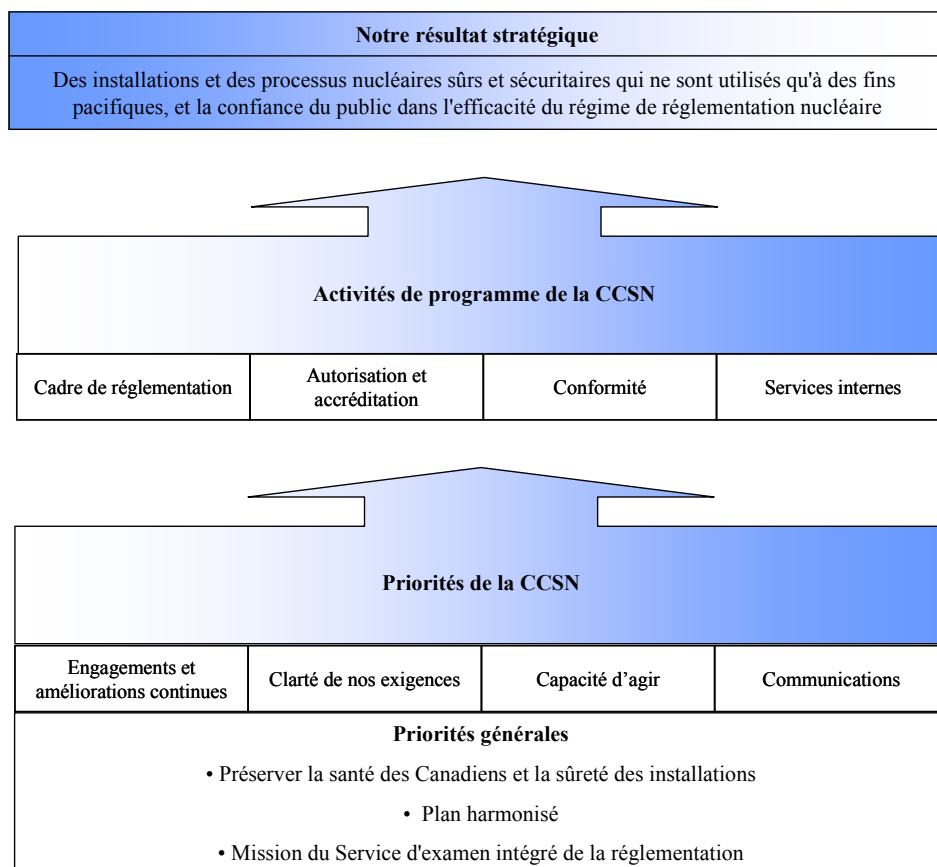 Notre résultat stratégique
Des installations et des processus nucléaires sûrs et sécuritaires qui ne sont utilisés qu'à des fins
pacifiques, et la confiance du public dans l'efficacité du régime de réglementation nucléaire
Activités de programme de la CCSN
Cadre de réglementation
Autorisation et
accréditation
Conformité
Services internes
Priorités de la CCSN
Engagements et
améliorations continues
Clarté de nos exigences
Capacité d'agir
Communications
Priorités générales
• Préserver la santé des Canadiens et la sûreté des installations
• Plan harmonisé
• Mission du Service d'examen intégré de la réglementation